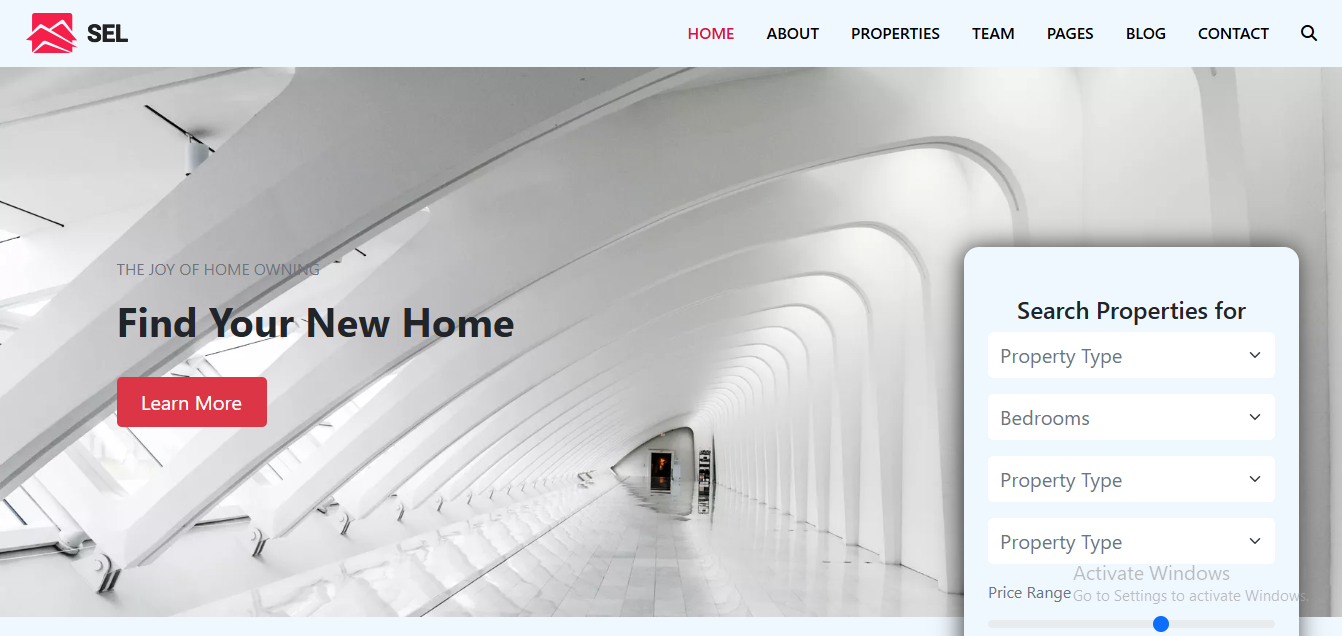 SEL
HOME ABOUT PROPERTIES TEAM PAGES BLOG CONTACT
THE JOY OF HOME OWNING
Find Your New Home
Learn More
Search Properties for
Property Type
Bedrooms
Property Type
Property Type
Price Range
Activate Windows
Go to Settings to activate Windows.